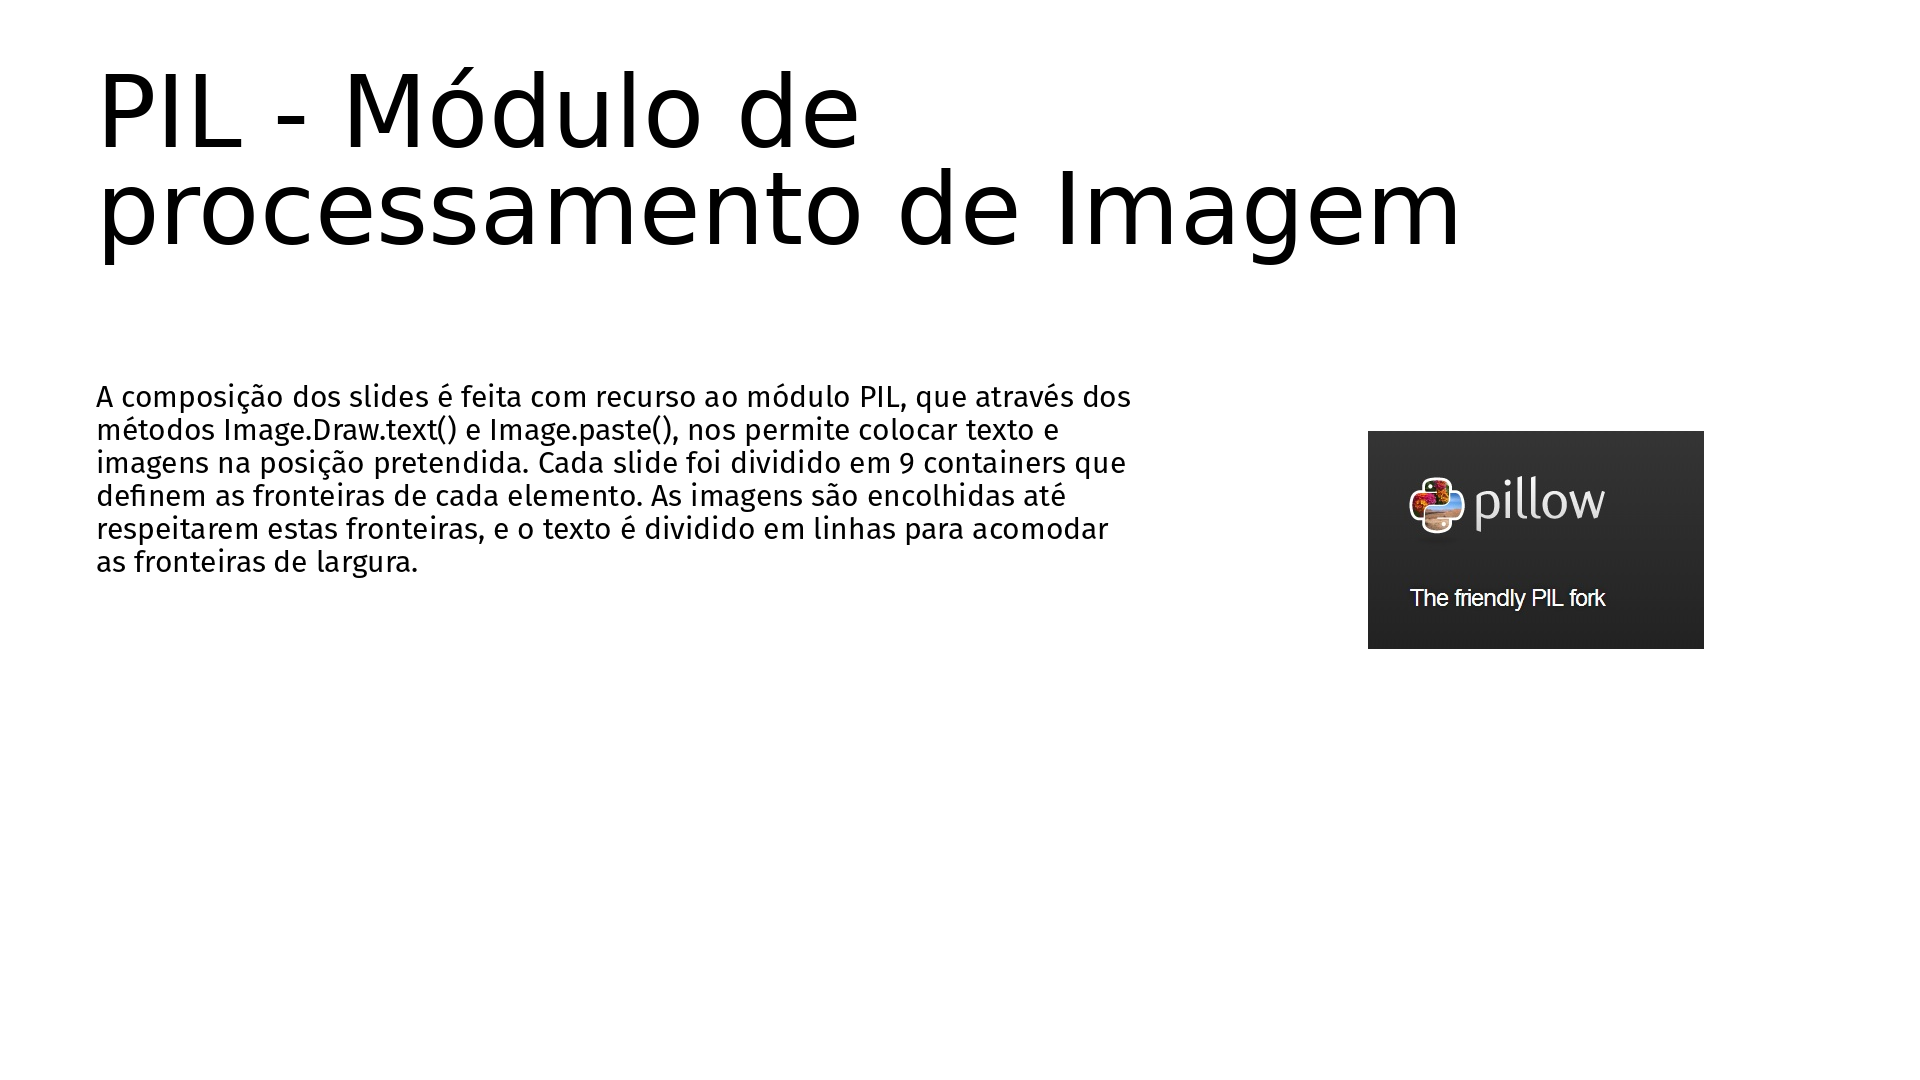 PIL - Módulo de
processamento de Imagem
A composição dos slides é feita com recurso ao módulo PIL, que através dos
métodos Image.Draw.text() e Image.paste(), nos permite colocar texto e
imagens na posição pretendida. Cada slide foi dividido em 9 containers que
definem as fronteiras de cada elemento. As imagens são encolhidas até
respeitarem estas fronteiras, e o texto é dividido em linhas para acomodar
as fronteiras de largura.
pillow
The friendly PIL fork